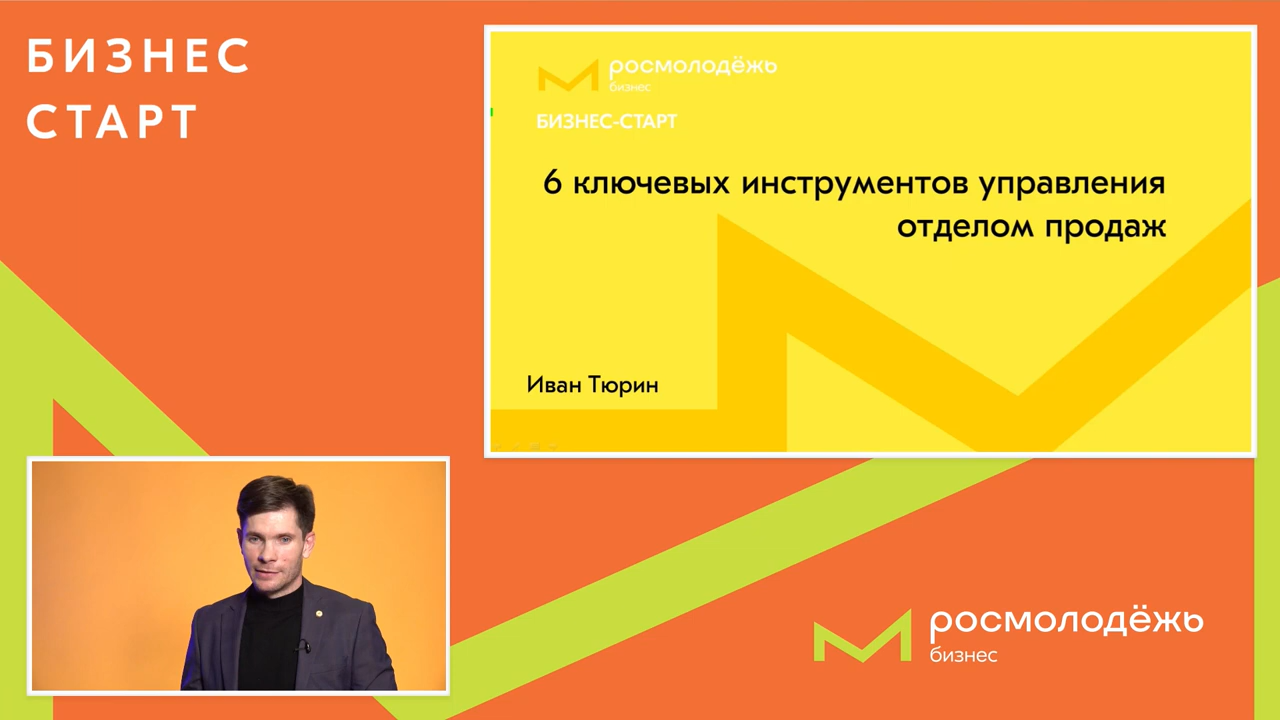 БИЗНЕС
СТАРТ
росмолодёжь
бизнес
БИЗНЕС-СТАРТ
6 ключевых инструментов управления
отделом продаж
Иван Тюрин
росмолодёжь
бизнес